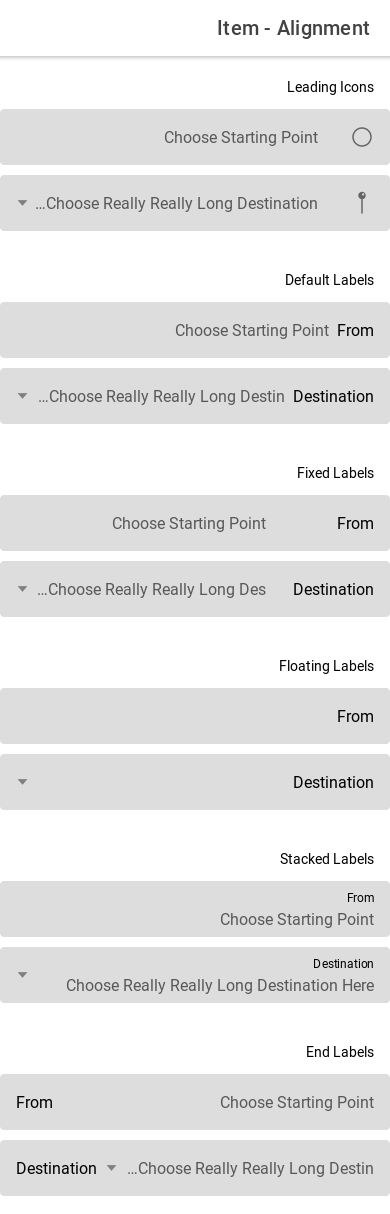 Item - Alignment
Leading Icons
Choose Starting Point
Choose Really Really Long Destination...
Default Labels
From Choose Starting Point
Destination Choose Really Really Long Destin...
Fixed Labels
From Choose Starting Point
Destination Choose Really Really Long Des...
Floating Labels
From
Destination
Stacked Labels
From
Choose Starting Point
Destination
Choose Really Really Long Destination Here
End Labels
Choose Starting Point From
Choose Really Really Long Destin... Destination